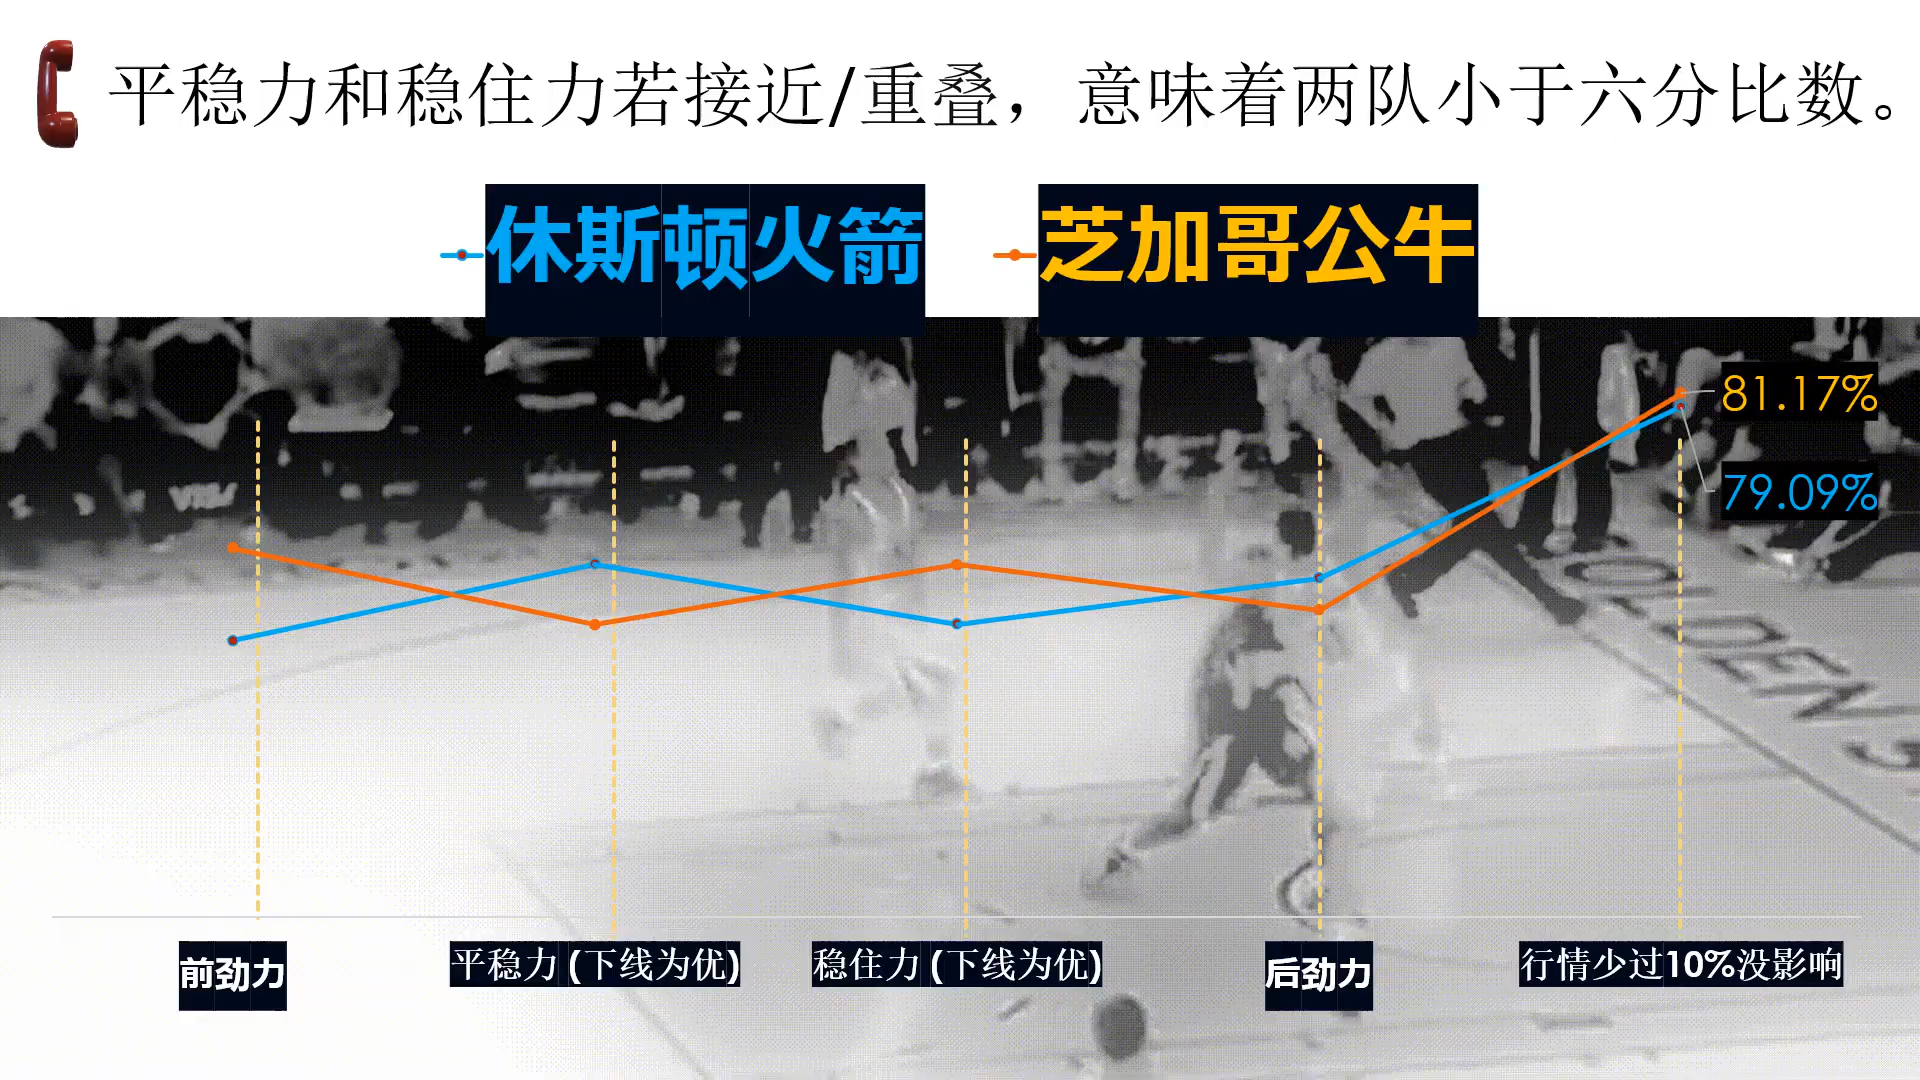 平稳力和稳住力若接近/重叠，意味着两队小于六分比数。
休斯顿火箭
芝加哥公牛
81.17%
79.09%
前劲力
平稳力 (下线为优)
稳住力 (下线为优)
后劲力
行情少过10%没影响